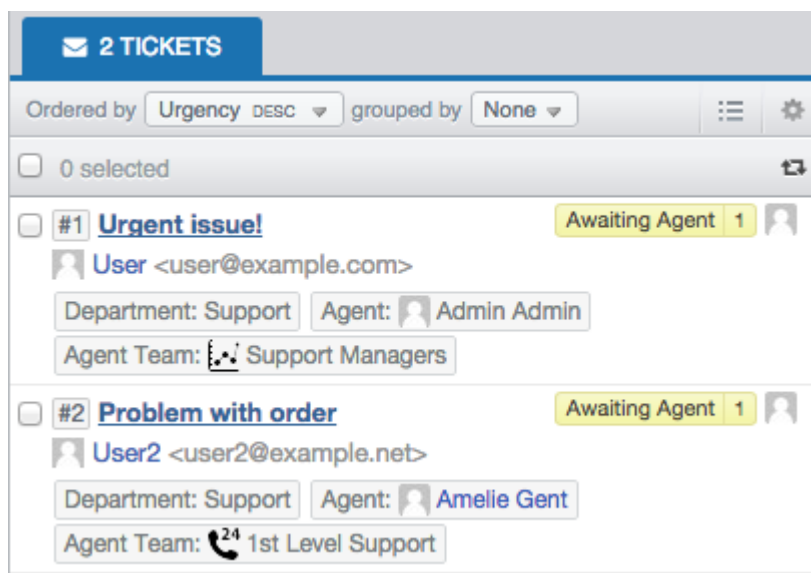 2 TICKETS
Ordered by Urgency DESC grouped by None
0 selected
#1 Urgent issue! Awaiting Agent 1
User <user@example.com>
Department: Support Agent: Admin Admin
Agent Team: Support Managers
#2 Problem with order Awaiting Agent 1
User2 <user2@example.net>
Department: Support Agent: Amelie Gent
Agent Team: 24 1st Level Support